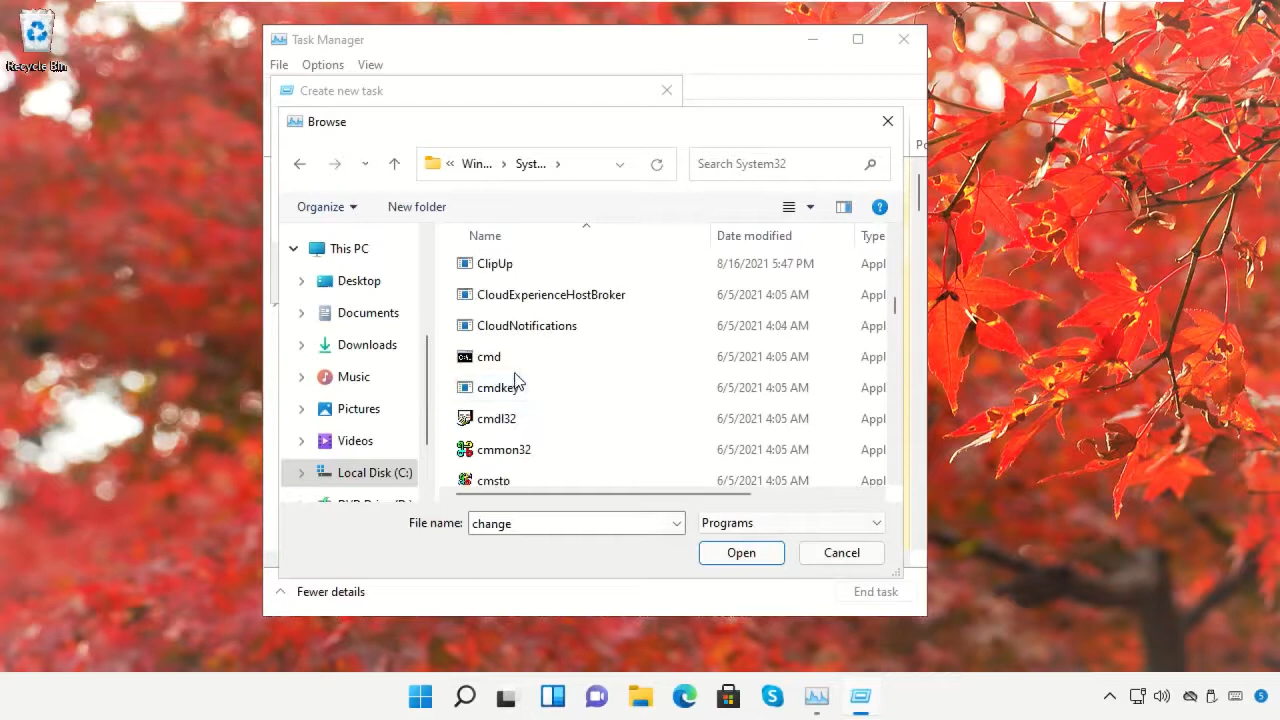 Recycle Bin
Task Manager
File Options View
Create new task
Browse
« Win... › Syst... ›
Search System32
Organize
New folder
Name
Date modified
Type
This PC
Desktop
Documents
Downloads
Music
Pictures
Videos
Local Disk (C:)
ClipUp 8/16/2021 5:47 PM Appl
CloudExperienceHostBroker 6/5/2021 4:05 AM Appl
CloudNotifications 6/5/2021 4:04 AM Appl
cmd 6/5/2021 4:05 AM Appl
cmdkey 6/5/2021 4:05 AM Appl
cmdl32 6/5/2021 4:05 AM Appl
cmmon32 6/5/2021 4:05 AM Appl
cmstp 6/5/2021 4:05 AM Appl
File name: change
Programs
Open
Cancel
Fewer details
End task
5